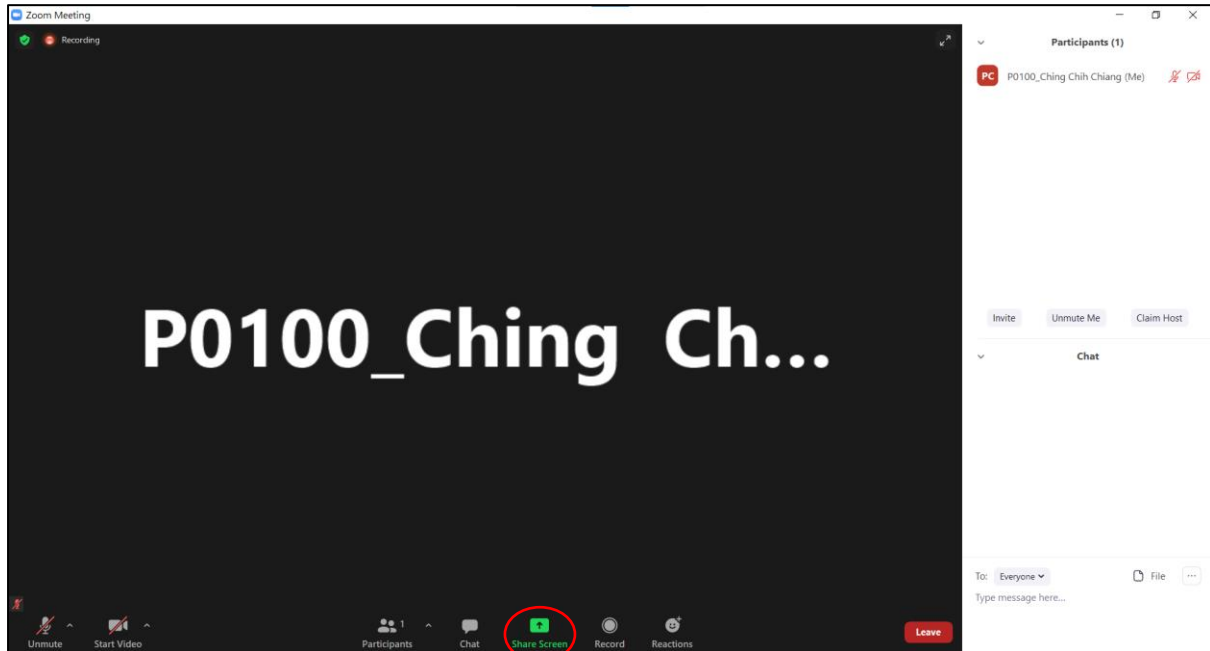 Zoom Meeting
Recording
P0100_Ching Ch...
Unmute
Start Video
Participants
1
Chat
Share Screen
Record
Reactions
Leave
Participants (1)
PC P0100_Ching Chih Chiang (Me)
Invite Unmute Me Claim Host
Chat
To: Everyone File ...
Type message here...